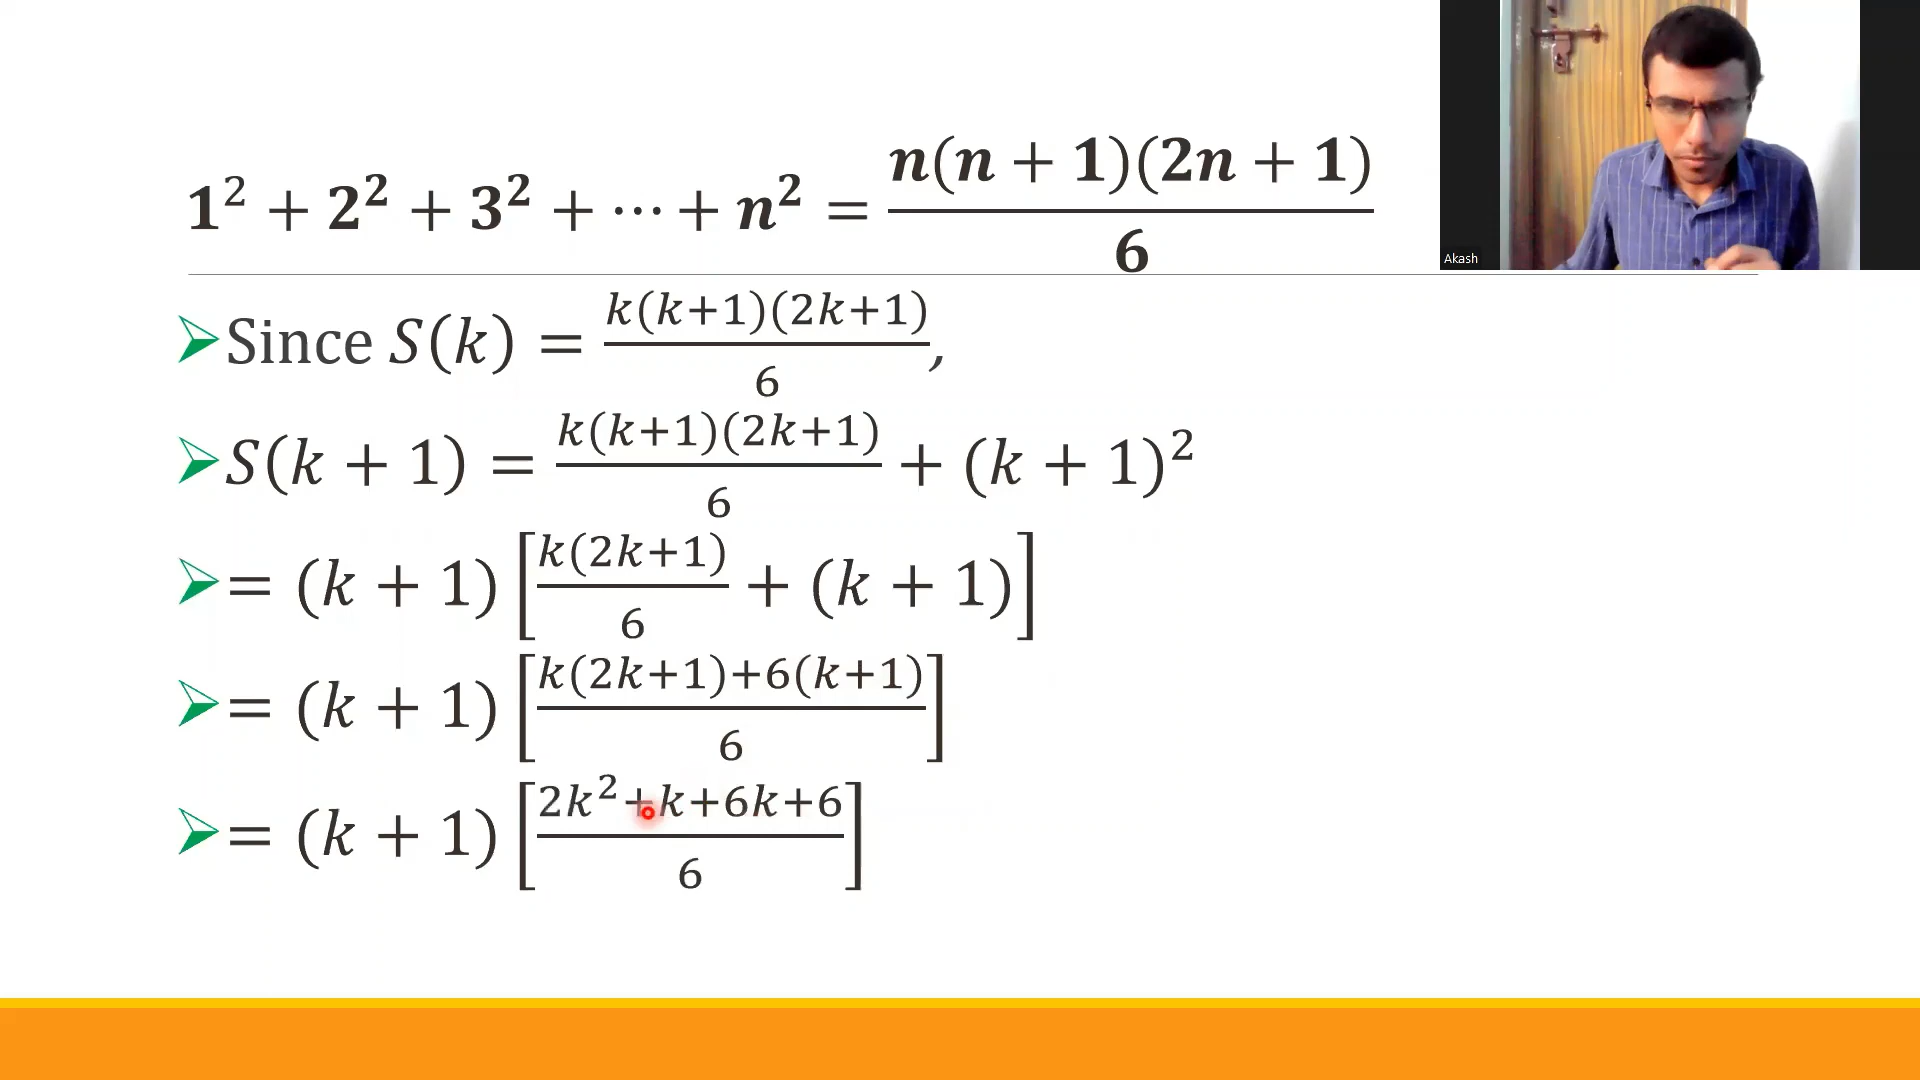 1² + 2² + 3² + ⋯ + n² = n(n + 1)(2n + 1) / 6
Akash
➢Since S(k) = k(k+1)(2k+1) / 6,
➢S(k + 1) = k(k+1)(2k+1) / 6 + (k + 1)²
➢= (k + 1) [k(2k+1) / 6 + (k + 1)]
➢= (k + 1) [k(2k+1)+6(k+1) / 6]
➢= (k + 1) [2k²+k+6k+6 / 6]